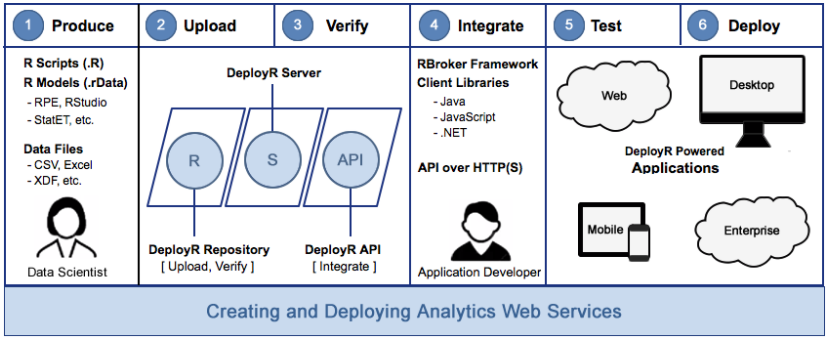 1 Produce
2 Upload
3 Verify
4 Integrate
5 Test
6 Deploy
R Scripts (.R)
R Models (.rData)
- RPE, RStudio
- StatET, etc.
Data Files
- CSV, Excel
- XDF, etc.
Data Scientist
DeployR Server
R
S
API
DeployR Repository
[ Upload, Verify ]
DeployR API
[ Integrate ]
RBroker Framework
Client Libraries
- Java
- JavaScript
- .NET
API over HTTP(S)
Application Developer
Web
Desktop
DeployR Powered
Applications
Mobile
Enterprise
Creating and Deploying Analytics Web Services